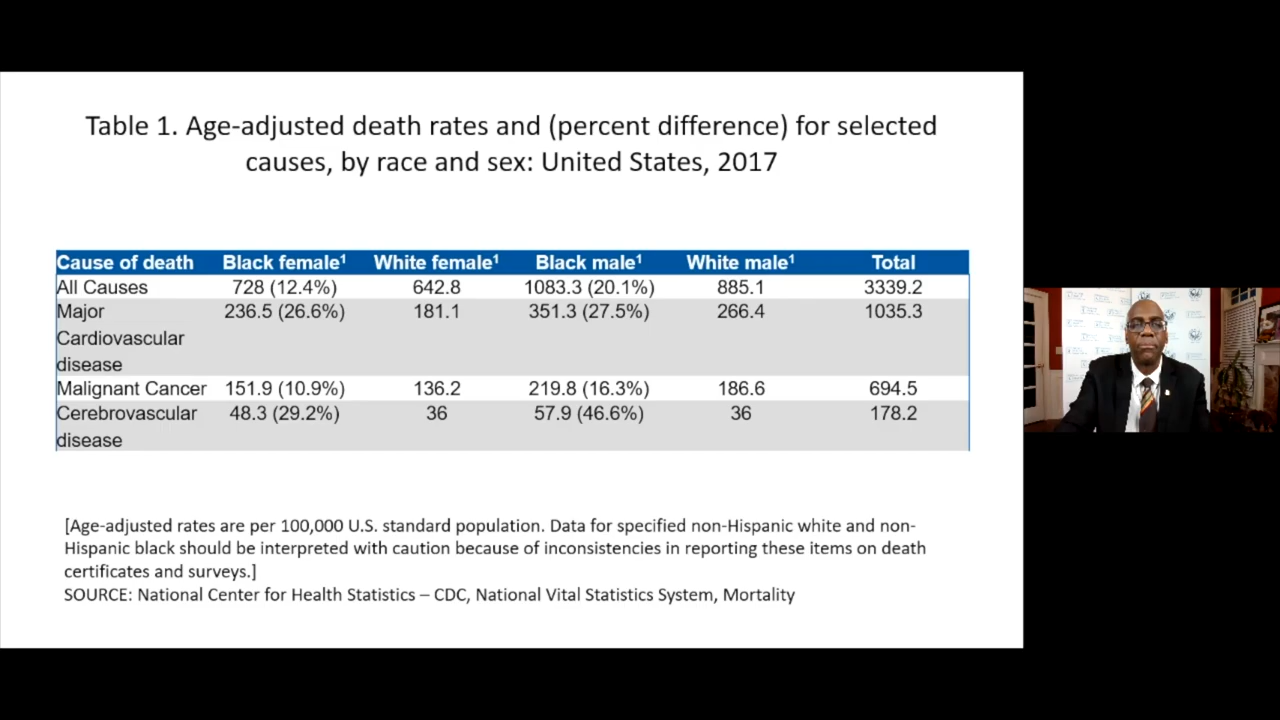 Table 1. Age-adjusted death rates and (percent difference) for selected
causes, by race and sex: United States, 2017
Cause of death Black female¹ White female¹ Black male¹ White male¹ Total
All Causes 728 (12.4%) 642.8 1083.3 (20.1%) 885.1 3339.2
Major 236.5 (26.6%) 181.1 351.3 (27.5%) 266.4 1035.3
Cardiovascular
disease
Malignant Cancer 151.9 (10.9%) 136.2 219.8 (16.3%) 186.6 694.5
Cerebrovascular 48.3 (29.2%) 36 57.9 (46.6%) 36 178.2
disease
[Age-adjusted rates are per 100,000 U.S. standard population. Data for specified non-Hispanic white and non-
Hispanic black should be interpreted with caution because of inconsistencies in reporting these items on death
certificates and surveys.]
SOURCE: National Center for Health Statistics – CDC, National Vital Statistics System, Mortality